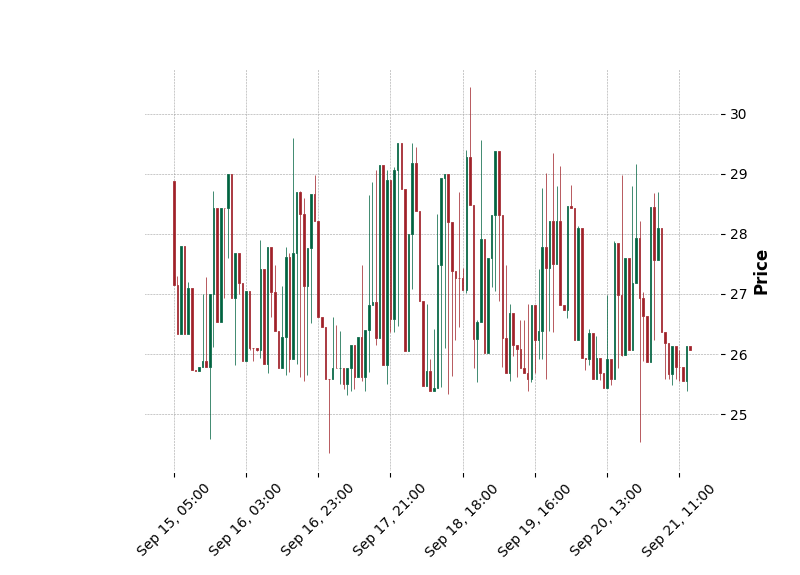 30
29
28
27
26
25
Price
Sep 15, 05:00
Sep 16, 03:00
Sep 16, 23:00
Sep 17, 21:00
Sep 18, 18:00
Sep 19, 16:00
Sep 20, 13:00
Sep 21, 11:00